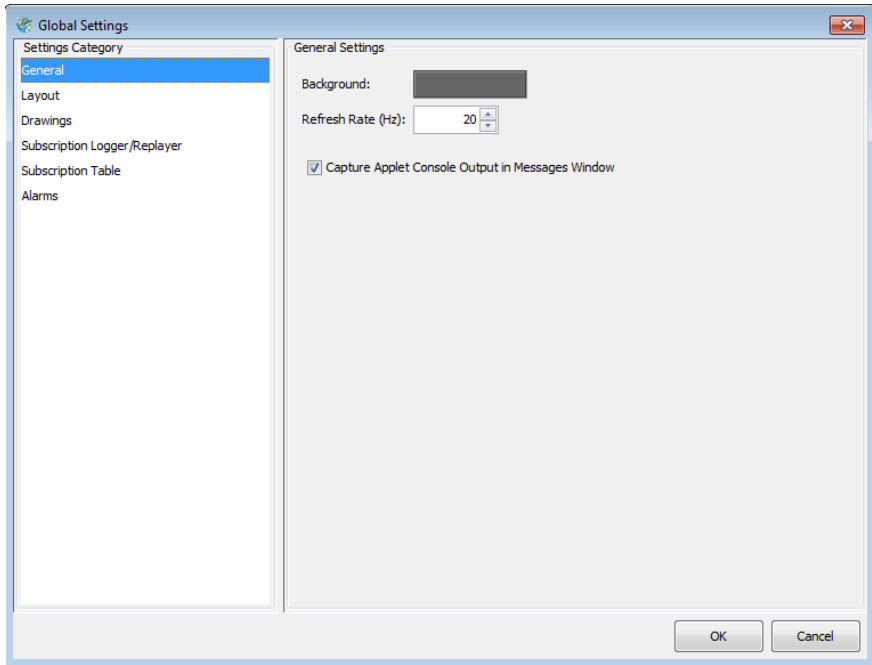 Global Settings
Settings Category
General
Layout
Drawings
Subscription Logger/Replayer
Subscription Table
Alarms
General Settings
Background:
Refresh Rate (Hz): 20
Capture Applet Console Output in Messages Window
OK Cancel